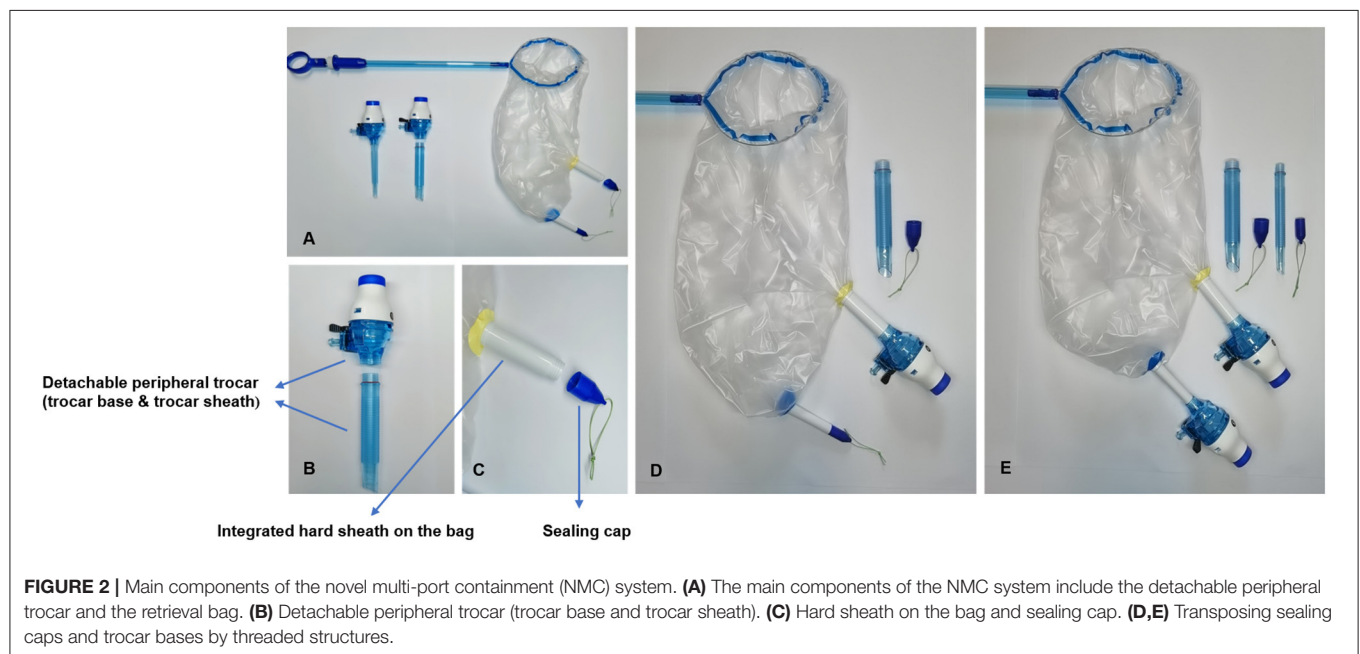 A
Detachable peripheral trocar
(trocar base & trocar sheath)
B
C
D
E
Integrated hard sheath on the bag
Sealing cap
FIGURE 2 | Main components of the novel multi-port containment (NMC) system. (A) The main components of the NMC system include the detachable peripheral
trocar and the retrieval bag. (B) Detachable peripheral trocar (trocar base and trocar sheath). (C) Hard sheath on the bag and sealing cap. (D,E) Transposing sealing
caps and trocar bases by threaded structures.